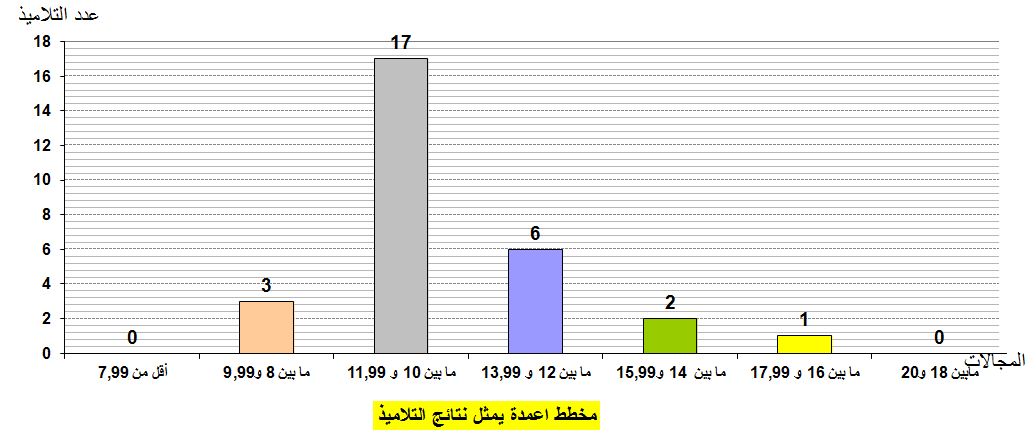 عدد التلاميذ
18
16
14
12
10
8
6
4
2
0
0
3
17
6
2
1
0
أقل من 7,99
ما بين 8 و9,99
ما بين 10 و 11,99
ما بين 12 و 13,99
ما بين 14 و15,99
ما بين 16 و 17,99
مابين 18 و20
المجالات
مخطط اعمدة يمثل نتائج التلاميذ